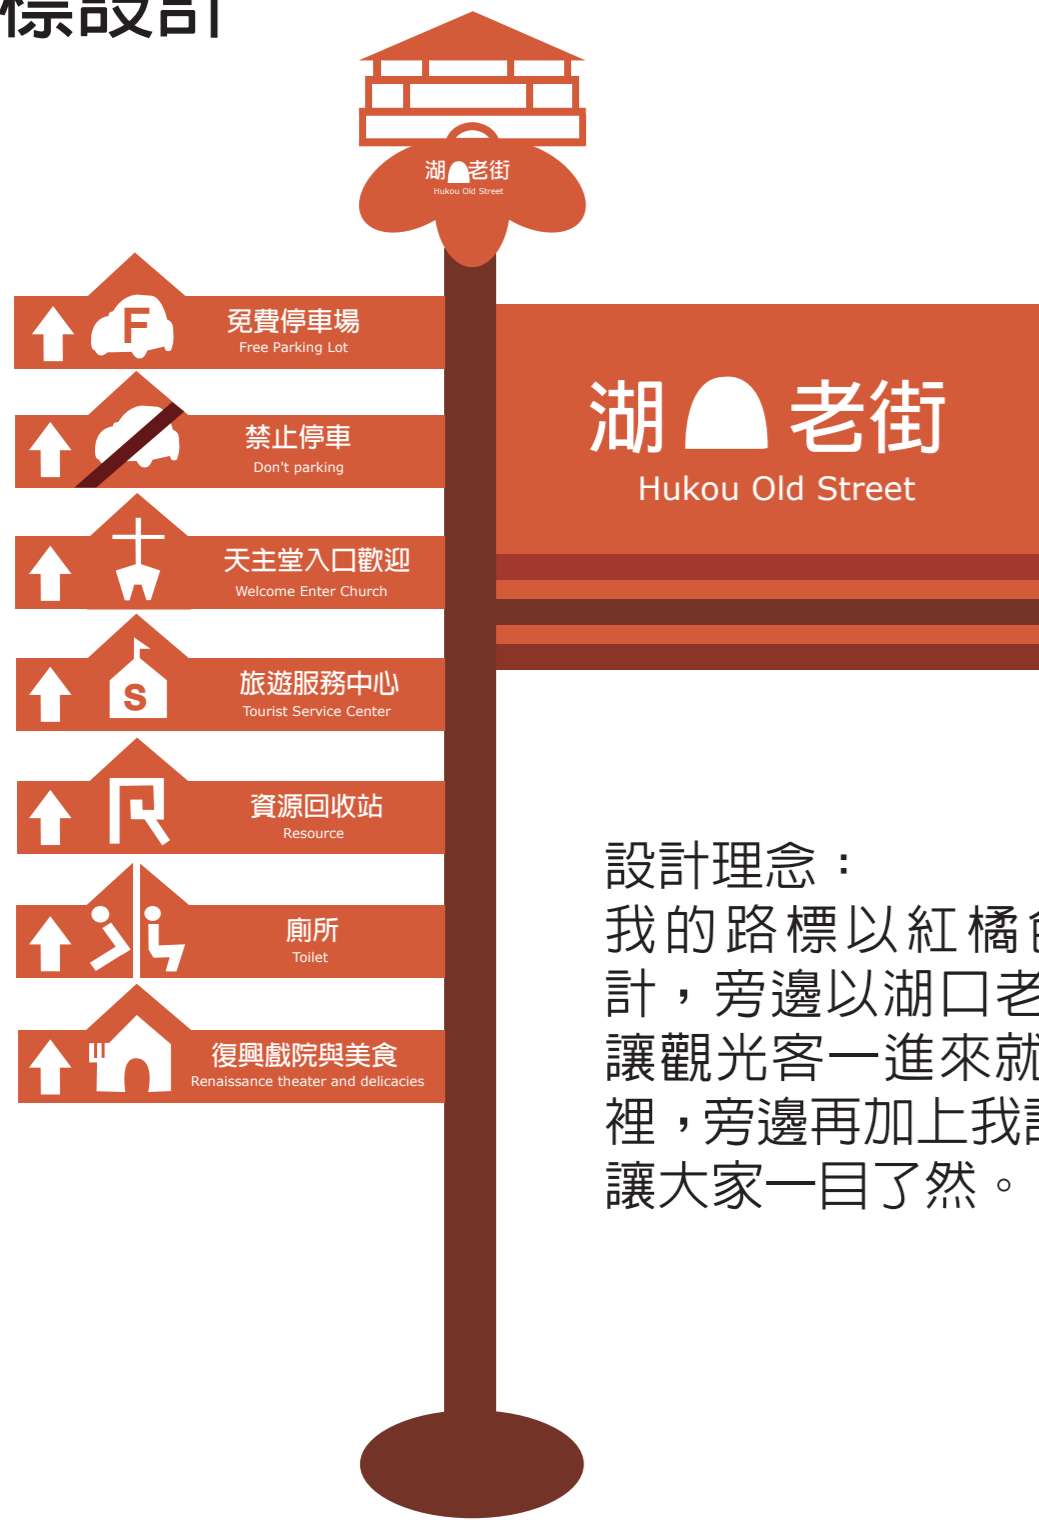 標設計
湖老街
Hukou Old Street
免費停車場
Free Parking Lot
禁止停車
Don't parking
天主堂入口歡迎
Welcome Enter Church
旅遊服務中心
Tourist Service Center
資源回收站
Resource
廁所
Toilet
復興戲院與美食
Renaissance theater and delicacies
F
S
R
湖老街
Hukou Old Street
設計理念：
我的路標以紅橘色
計，旁邊以湖口老
讓觀光客一進來就
裡，旁邊再加上我
讓大家一目了然。